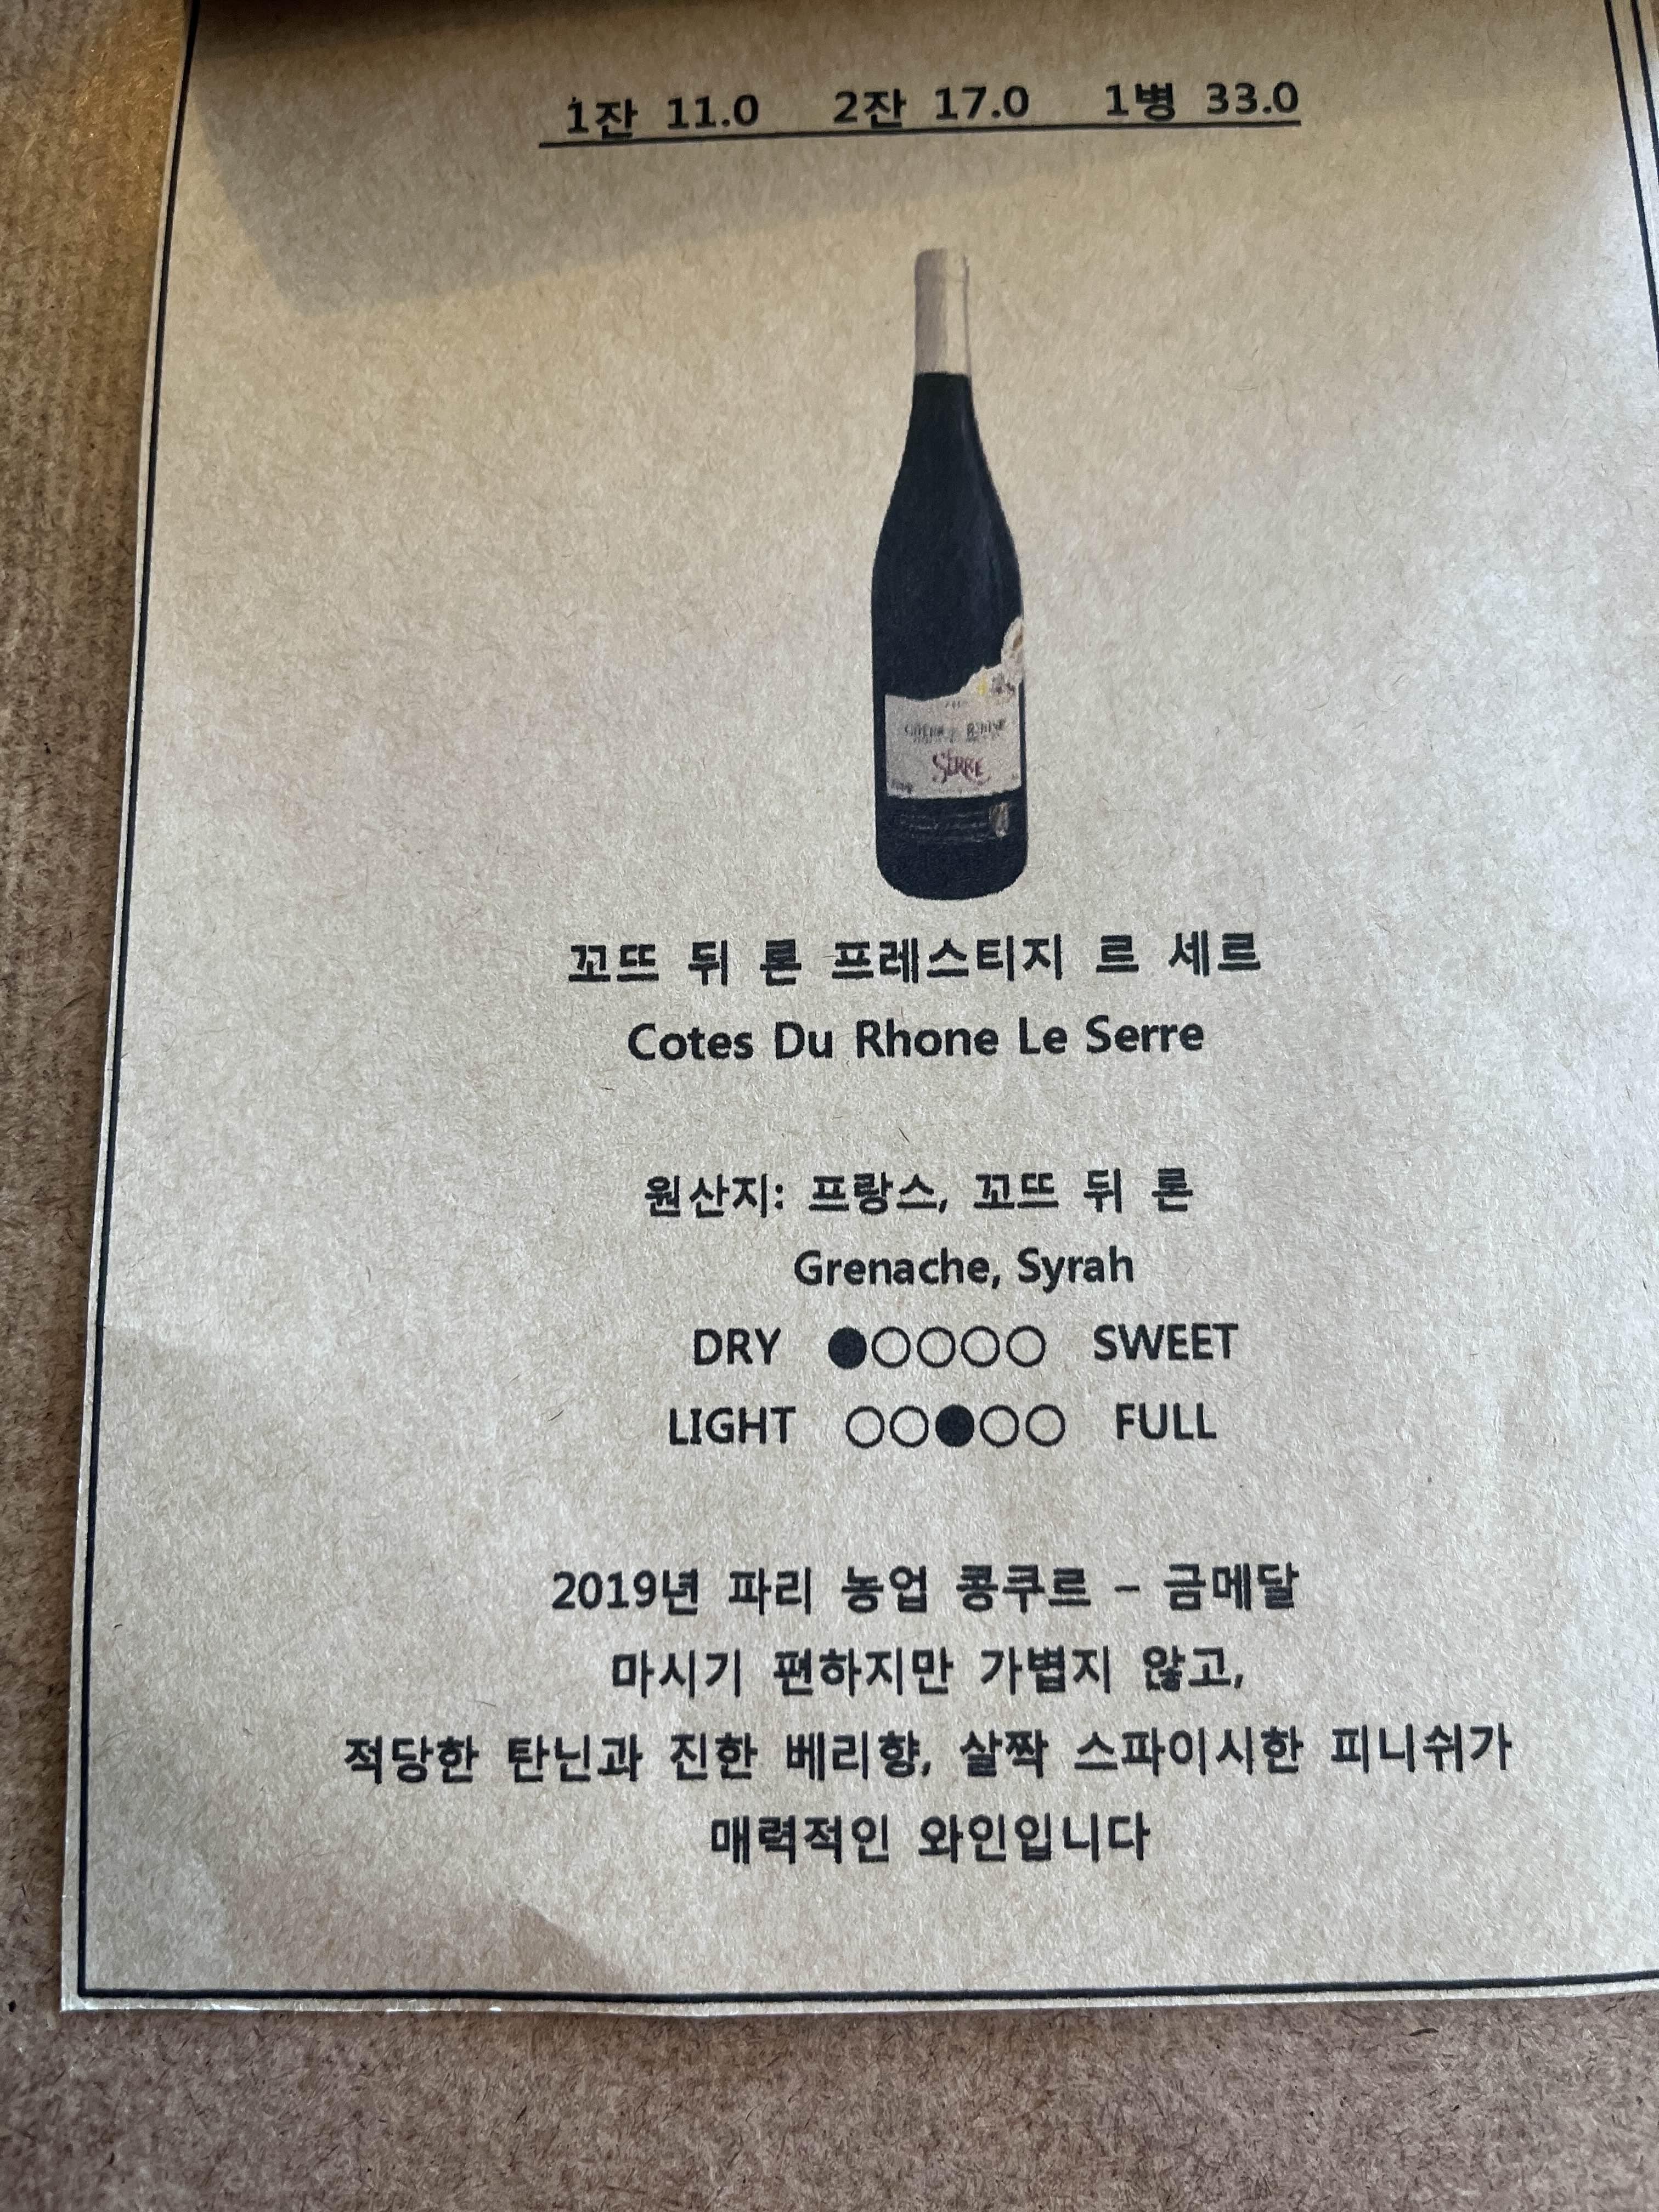 1잔 11.0 2잔 17.0 1병 33.0
SERRE
꼬뜨 뒤 론 프레스티지 르 세르
Cotes Du Rhone Le Serre
원산지: 프랑스, 꼬뜨 뒤 론
Grenache, Syrah
DRY ●○○○○ SWEET
LIGHT ○○●○○ FULL
2019년 파리 농업 콩쿠르 – 금메달
마시기 편하지만 가볍지 않고,
적당한 탄닌과 진한 베리향, 살짝 스파이시한 피니쉬가
매력적인 와인입니다